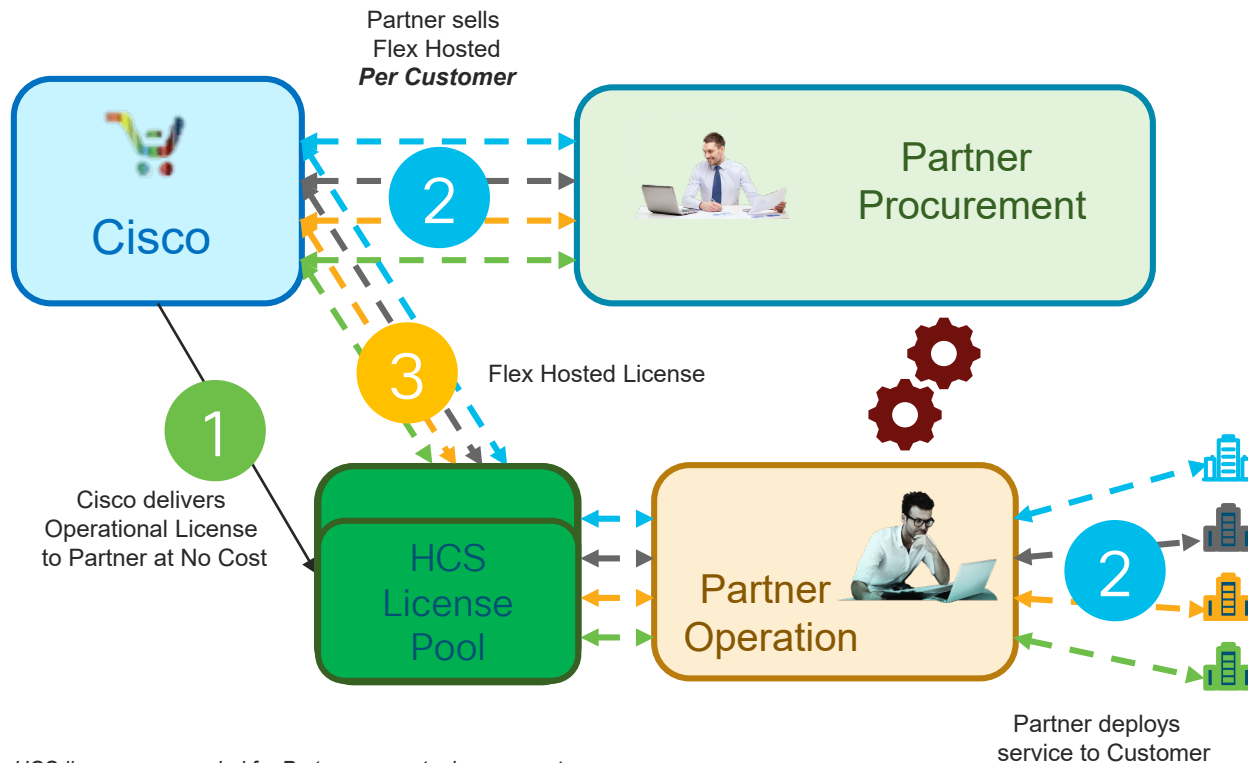 Partner sells
Flex Hosted
Per Customer
Cisco
2
Partner
Procurement
3
Flex Hosted License
1
Cisco delivers
Operational License
to Partner at No Cost
HCS
License
Pool
Partner
Operation
2
Partner deploys
service to Customer